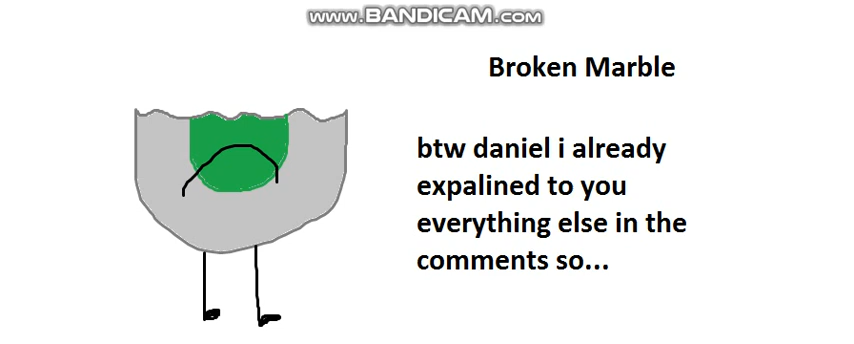 www.BANDICAM.com
Broken Marble
btw daniel i already
expalined to you
everything else in the
comments so...